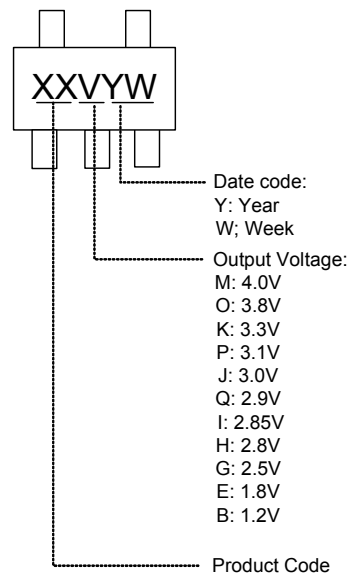 XXVYW
Date code:
Y: Year
W; Week
Output Voltage:
M: 4.0V
O: 3.8V
K: 3.3V
P: 3.1V
J: 3.0V
Q: 2.9V
I: 2.85V
H: 2.8V
G: 2.5V
E: 1.8V
B: 1.2V
Product Code